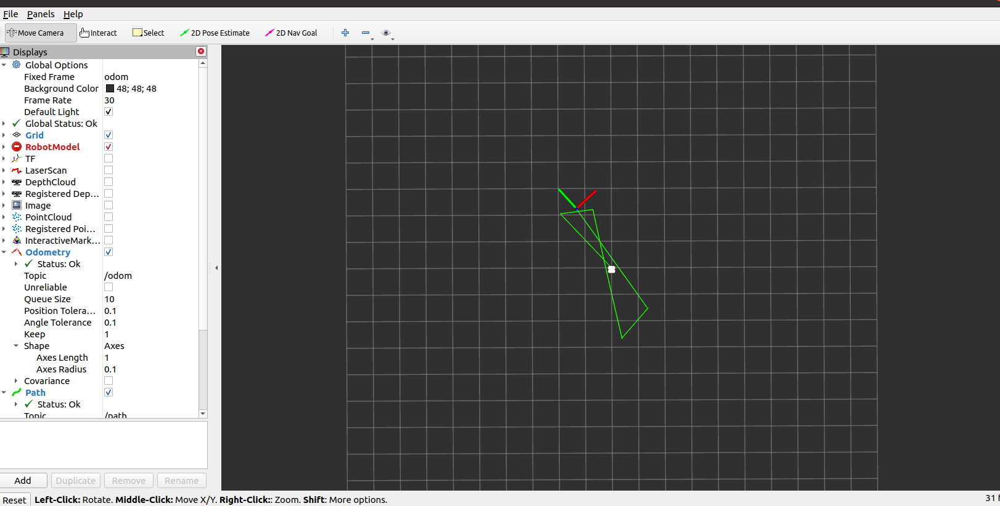 File Panels Help
Move Camera Interact Select 2D Pose Estimate 2D Nav Goal
Displays
Global Options
Fixed Frame odom
Background Color 48; 48; 48
Frame Rate 30
Default Light
Global Status: Ok
Grid
RobotModel
TF
LaserScan
DepthCloud
Registered Dep...
Image
PointCloud
Registered Poi...
InteractiveMark...
Odometry
Status: Ok
Topic /odom
Unreliable
Queue Size 10
Position Tolera... 0.1
Angle Tolerance 0.1
Keep 1
Shape Axes
Axes Length 1
Axes Radius 0.1
Covariance
Path
Status: Ok
Topic /path
Add Duplicate Remove Rename
Reset Left-Click: Rotate. Middle-Click: Move X/Y. Right-Click:: Zoom. Shift: More options. 31 f